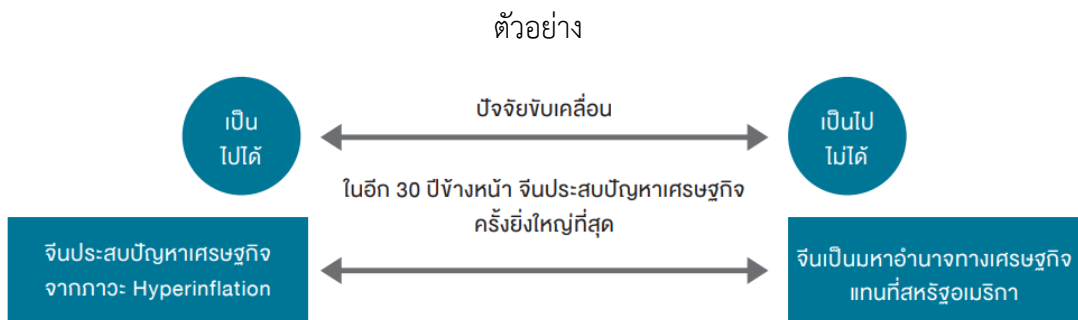 ตัวอย่าง
เป็น
ไปได้
ปัจจัยขับเคลื่อน
เป็นไป
ไม่ได้
ในอีก 30 ปีข้างหน้า จีนประสบปัญหาเศรษฐกิจ
ครั้งยิ่งใหญ่ที่สุด
จีนประสบปัญหาเศรษฐกิจ
จากภาวะ Hyperinflation
จีนเป็นมหาอำนาจทางเศรษฐกิจ
แทนที่สหรัฐอเมริกา